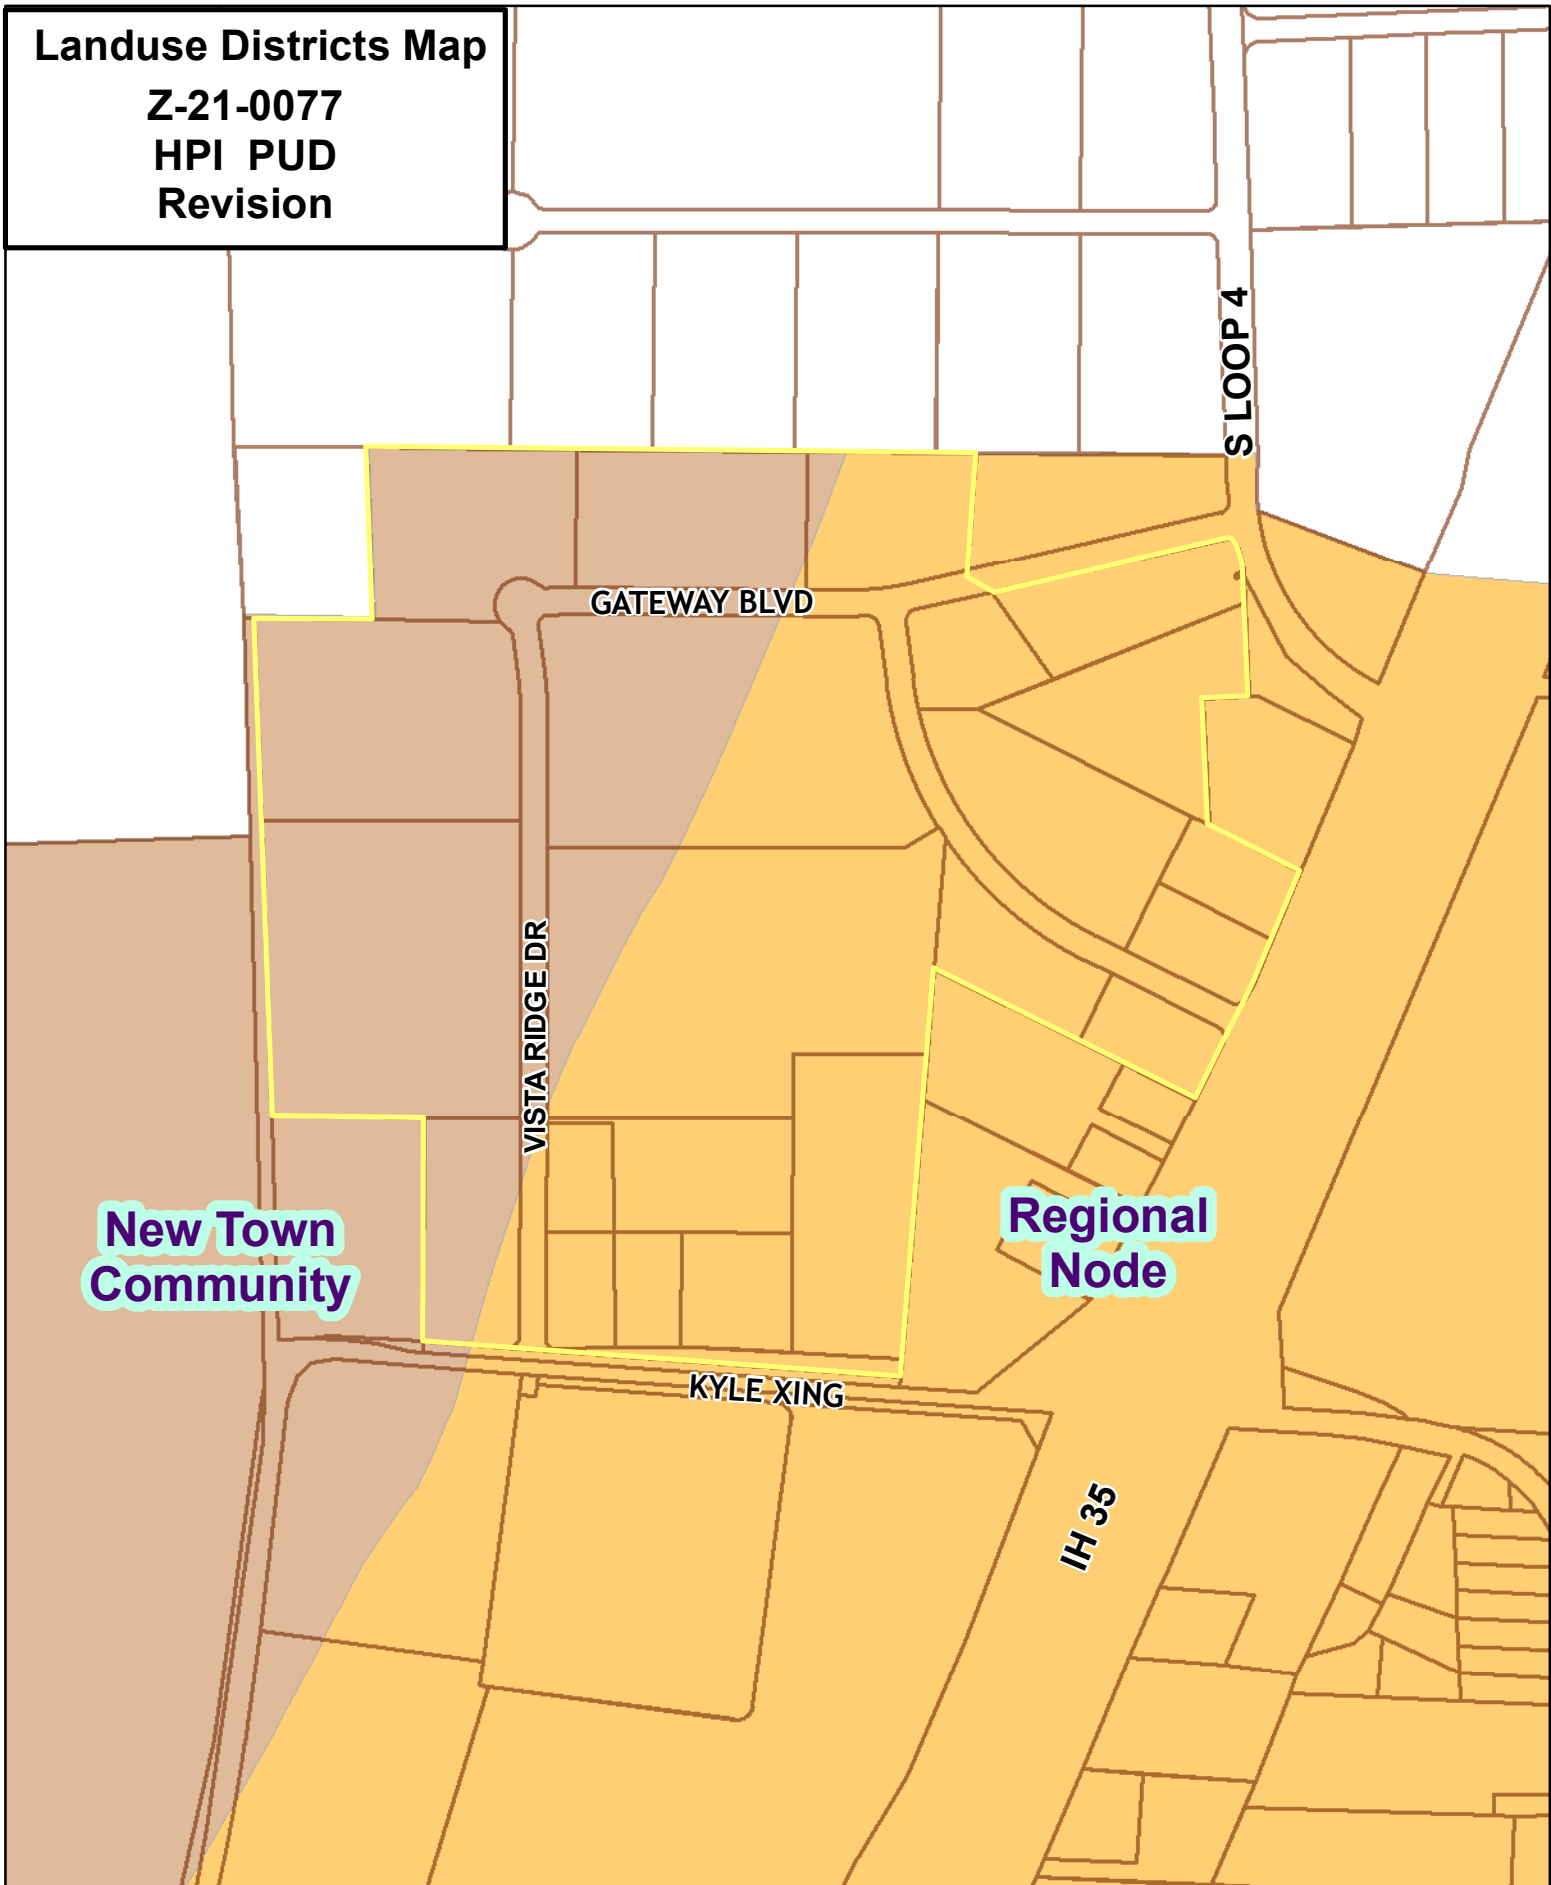 Landuse Districts Map
Z-21-0077
HPI PUD
Revision
S LOOP 4
GATEWAY BLVD
VISTA RIDGE DR
New Town
Community
Regional
Node
KYLE XING
IH 35